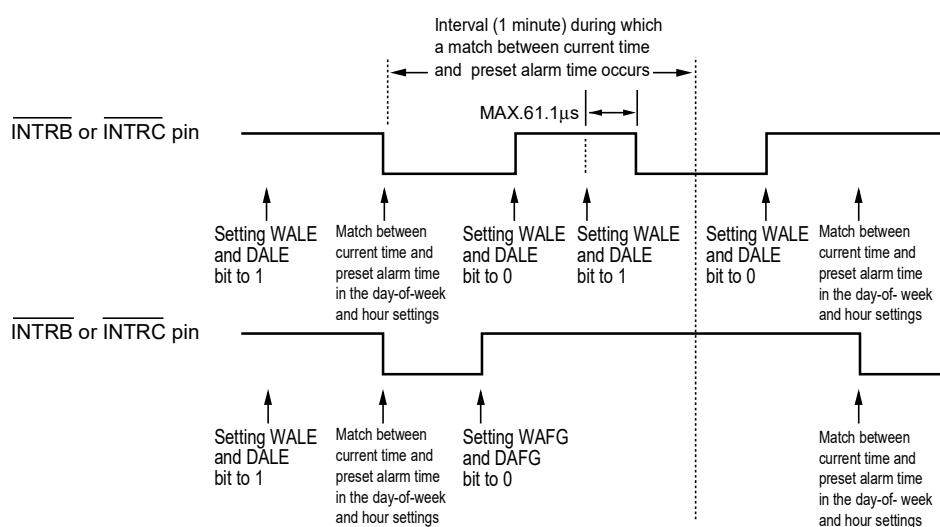 Interval (1 minute) during which
a match between current time
and preset alarm time occurs
MAX.61.1μs
INTRB or INTRC pin
Setting WALE
and DALE
bit to 1
Match between
current time and
preset alarm time
in the day-of-week
and hour settings
Setting WALE
and DALE
bit to 0
Setting WALE
and DALE
bit to 1
Setting WALE
and DALE
bit to 0
Match between
current time and
preset alarm time
in the day-of- week
and hour settings
INTRB or INTRC pin
Setting WALE
and DALE
bit to 1
Match between
current time and
preset alarm time
in the day-of-week
and hour settings
Setting WAFG
and DAFG
bit to 0
Match between
current time and
preset alarm time
in the day-of- week
and hour settings